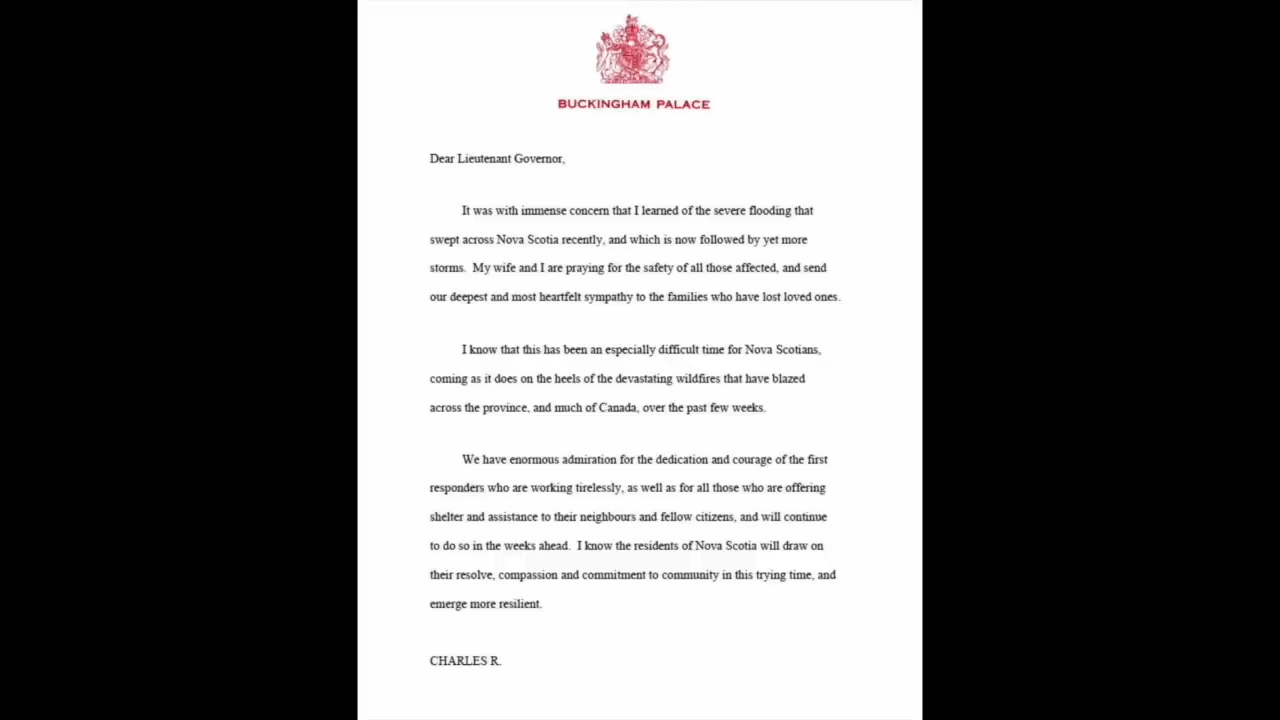 BUCKINGHAM PALACE
Dear Lieutenant Governor,
It was with immense concern that I learned of the severe flooding that
swept across Nova Scotia recently, and which is now followed by yet more
storms. My wife and I are praying for the safety of all those affected, and send
our deepest and most heartfelt sympathy to the families who have lost loved ones.
I know that this has been an especially difficult time for Nova Scotians,
coming as it does on the heels of the devastating wildfires that have blazed
across the province, and much of Canada, over the past few weeks.
We have enormous admiration for the dedication and courage of the first
responders who are working tirelessly, as well as for all those who are offering
shelter and assistance to their neighbours and fellow citizens, and will continue
to do so in the weeks ahead. I know the residents of Nova Scotia will draw on
their resolve, compassion and commitment to community in this trying time, and
emerge more resilient.
CHARLES R.